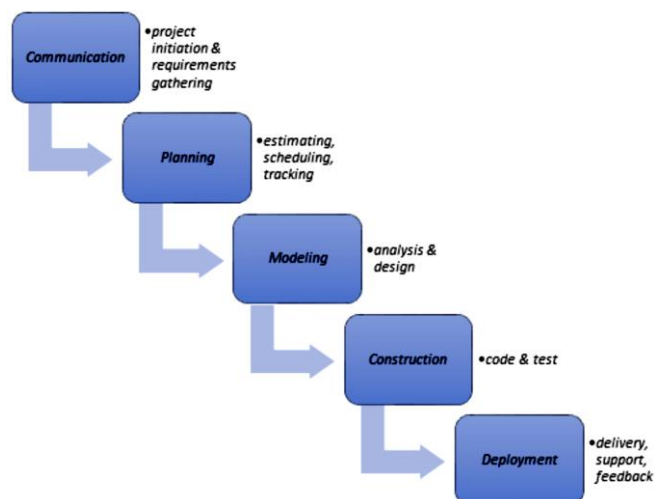 Communication
•project
initiation &
requirements
gathering
Planning
•estimating,
scheduling,
tracking
Modeling
•analysis &
design
Construction
•code & test
Deployment
•delivery,
support,
feedback